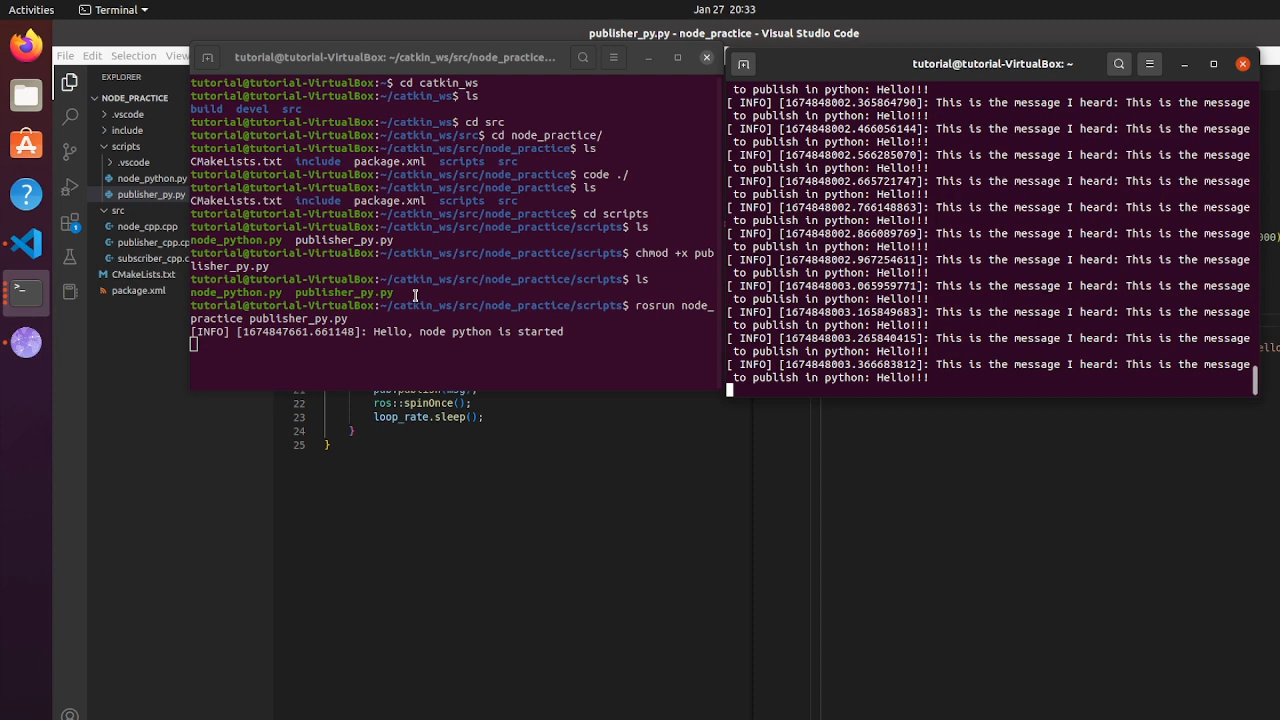 Activities Terminal Jan 27 20:33
publisher_py.py - node_practice - Visual Studio Code
File Edit Selection View
EXPLORER
NODE_PRACTICE
.vscode
include
scripts
.vscode
node_python.py
publisher_py.py
src
node_cpp.cpp
publisher_cpp.cp
subscriber_cpp.c
CMakeLists.txt
package.xml
1
tutorial@tutorial-VirtualBox: ~/catkin_ws/src/node_practice...
tutorial@tutorial-VirtualBox:~$ cd catkin_ws
tutorial@tutorial-VirtualBox:~/catkin_ws$ ls
build devel src
tutorial@tutorial-VirtualBox:~/catkin_ws$ cd src
tutorial@tutorial-VirtualBox:~/catkin_ws/src$ cd node_practice/
tutorial@tutorial-VirtualBox:~/catkin_ws/src/node_practice$ ls
CMakeLists.txt include package.xml scripts src
tutorial@tutorial-VirtualBox:~/catkin_ws/src/node_practice$ code ./
tutorial@tutorial-VirtualBox:~/catkin_ws/src/node_practice$ ls
CMakeLists.txt include package.xml scripts src
tutorial@tutorial-VirtualBox:~/catkin_ws/src/node_practice$ cd scripts
tutorial@tutorial-VirtualBox:~/catkin_ws/src/node_practice/scripts$ ls
node_python.py publisher_py.py
tutorial@tutorial-VirtualBox:~/catkin_ws/src/node_practice/scripts$ chmod +x pub
lisher_py.py
tutorial@tutorial-VirtualBox:~/catkin_ws/src/node_practice/scripts$ ls
node_python.py publisher_py.py
tutorial@tutorial-VirtualBox:~/catkin_ws/src/node_practice/scripts$ rosrun node_
practice publisher_py.py
[INFO] [1674847661.661148]: Hello, node python is started
tutorial@tutorial-VirtualBox: ~
to publish in python: Hello!!!
[ INFO] [1674848002.365864790]: This is the message I heard: This is the message
to publish in python: Hello!!!
[ INFO] [1674848002.466056144]: This is the message I heard: This is the message
to publish in python: Hello!!!
[ INFO] [1674848002.566285070]: This is the message I heard: This is the message
to publish in python: Hello!!!
[ INFO] [1674848002.665721747]: This is the message I heard: This is the message
to publish in python: Hello!!!
[ INFO] [1674848002.766148863]: This is the message I heard: This is the message
to publish in python: Hello!!!
[ INFO] [1674848002.866089769]: This is the message I heard: This is the message
to publish in python: Hello!!!
[ INFO] [1674848002.967254611]: This is the message I heard: This is the message
to publish in python: Hello!!!
[ INFO] [1674848003.065959771]: This is the message I heard: This is the message
to publish in python: Hello!!!
[ INFO] [1674848003.165849683]: This is the message I heard: This is the message
to publish in python: Hello!!!
[ INFO] [1674848003.265840415]: This is the message I heard: This is the message
to publish in python: Hello!!!
[ INFO] [1674848003.366683812]: This is the message I heard: This is the message
to publish in python: Hello!!!
22 ros::spinOnce();
23 loop_rate.sleep();
24 }
25 }